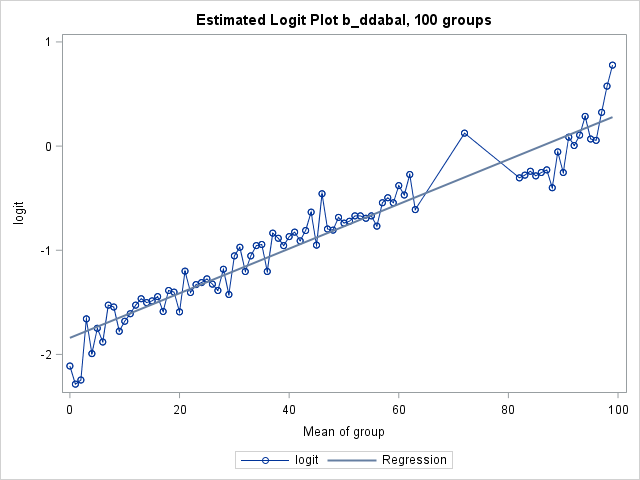 Estimated Logit Plot b_ddabal, 100 groups
1
0
-1
-2
logit
0 20 40 60 80 100
Mean of group
logit Regression